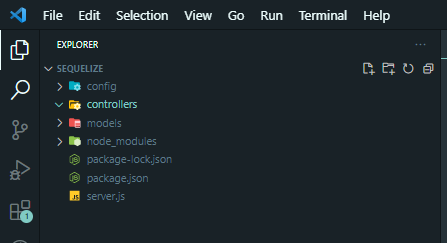 File Edit Selection View Go Run Terminal Help
EXPLORER
SEQUELIZE
config
controllers
models
node_modules
package-lock.json
package.json
server.js
1